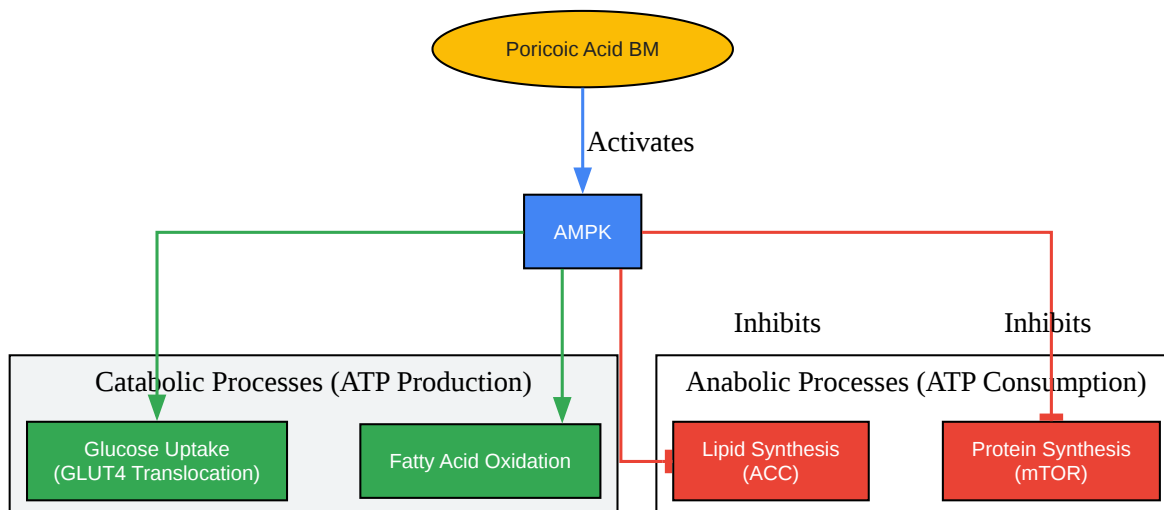 Poricoic Acid BM
Activates
AMPK
Inhibits
Inhibits
Catabolic Processes (ATP Production)
Anabolic Processes (ATP Consumption)
Glucose Uptake
(GLUT4 Translocation)
Fatty Acid Oxidation
Lipid Synthesis
(ACC)
Protein Synthesis
(mTOR)